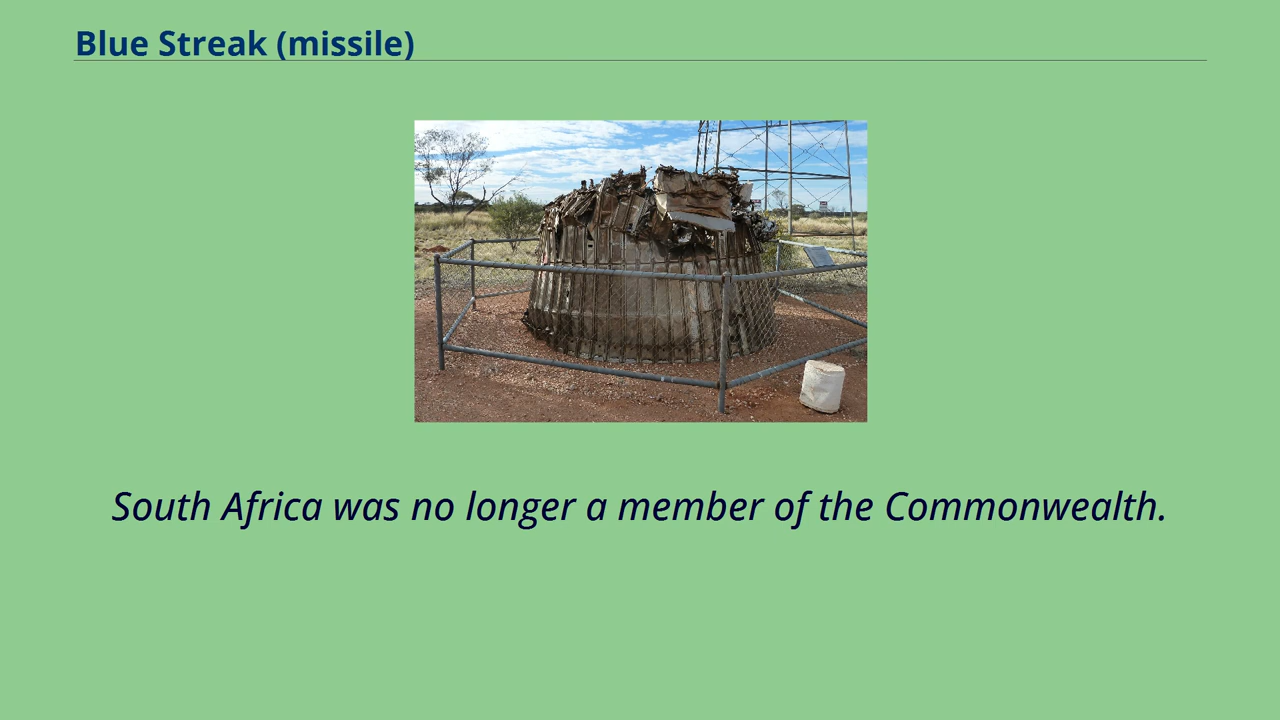 Blue Streak (missile)
South Africa was no longer a member of the Commonwealth.